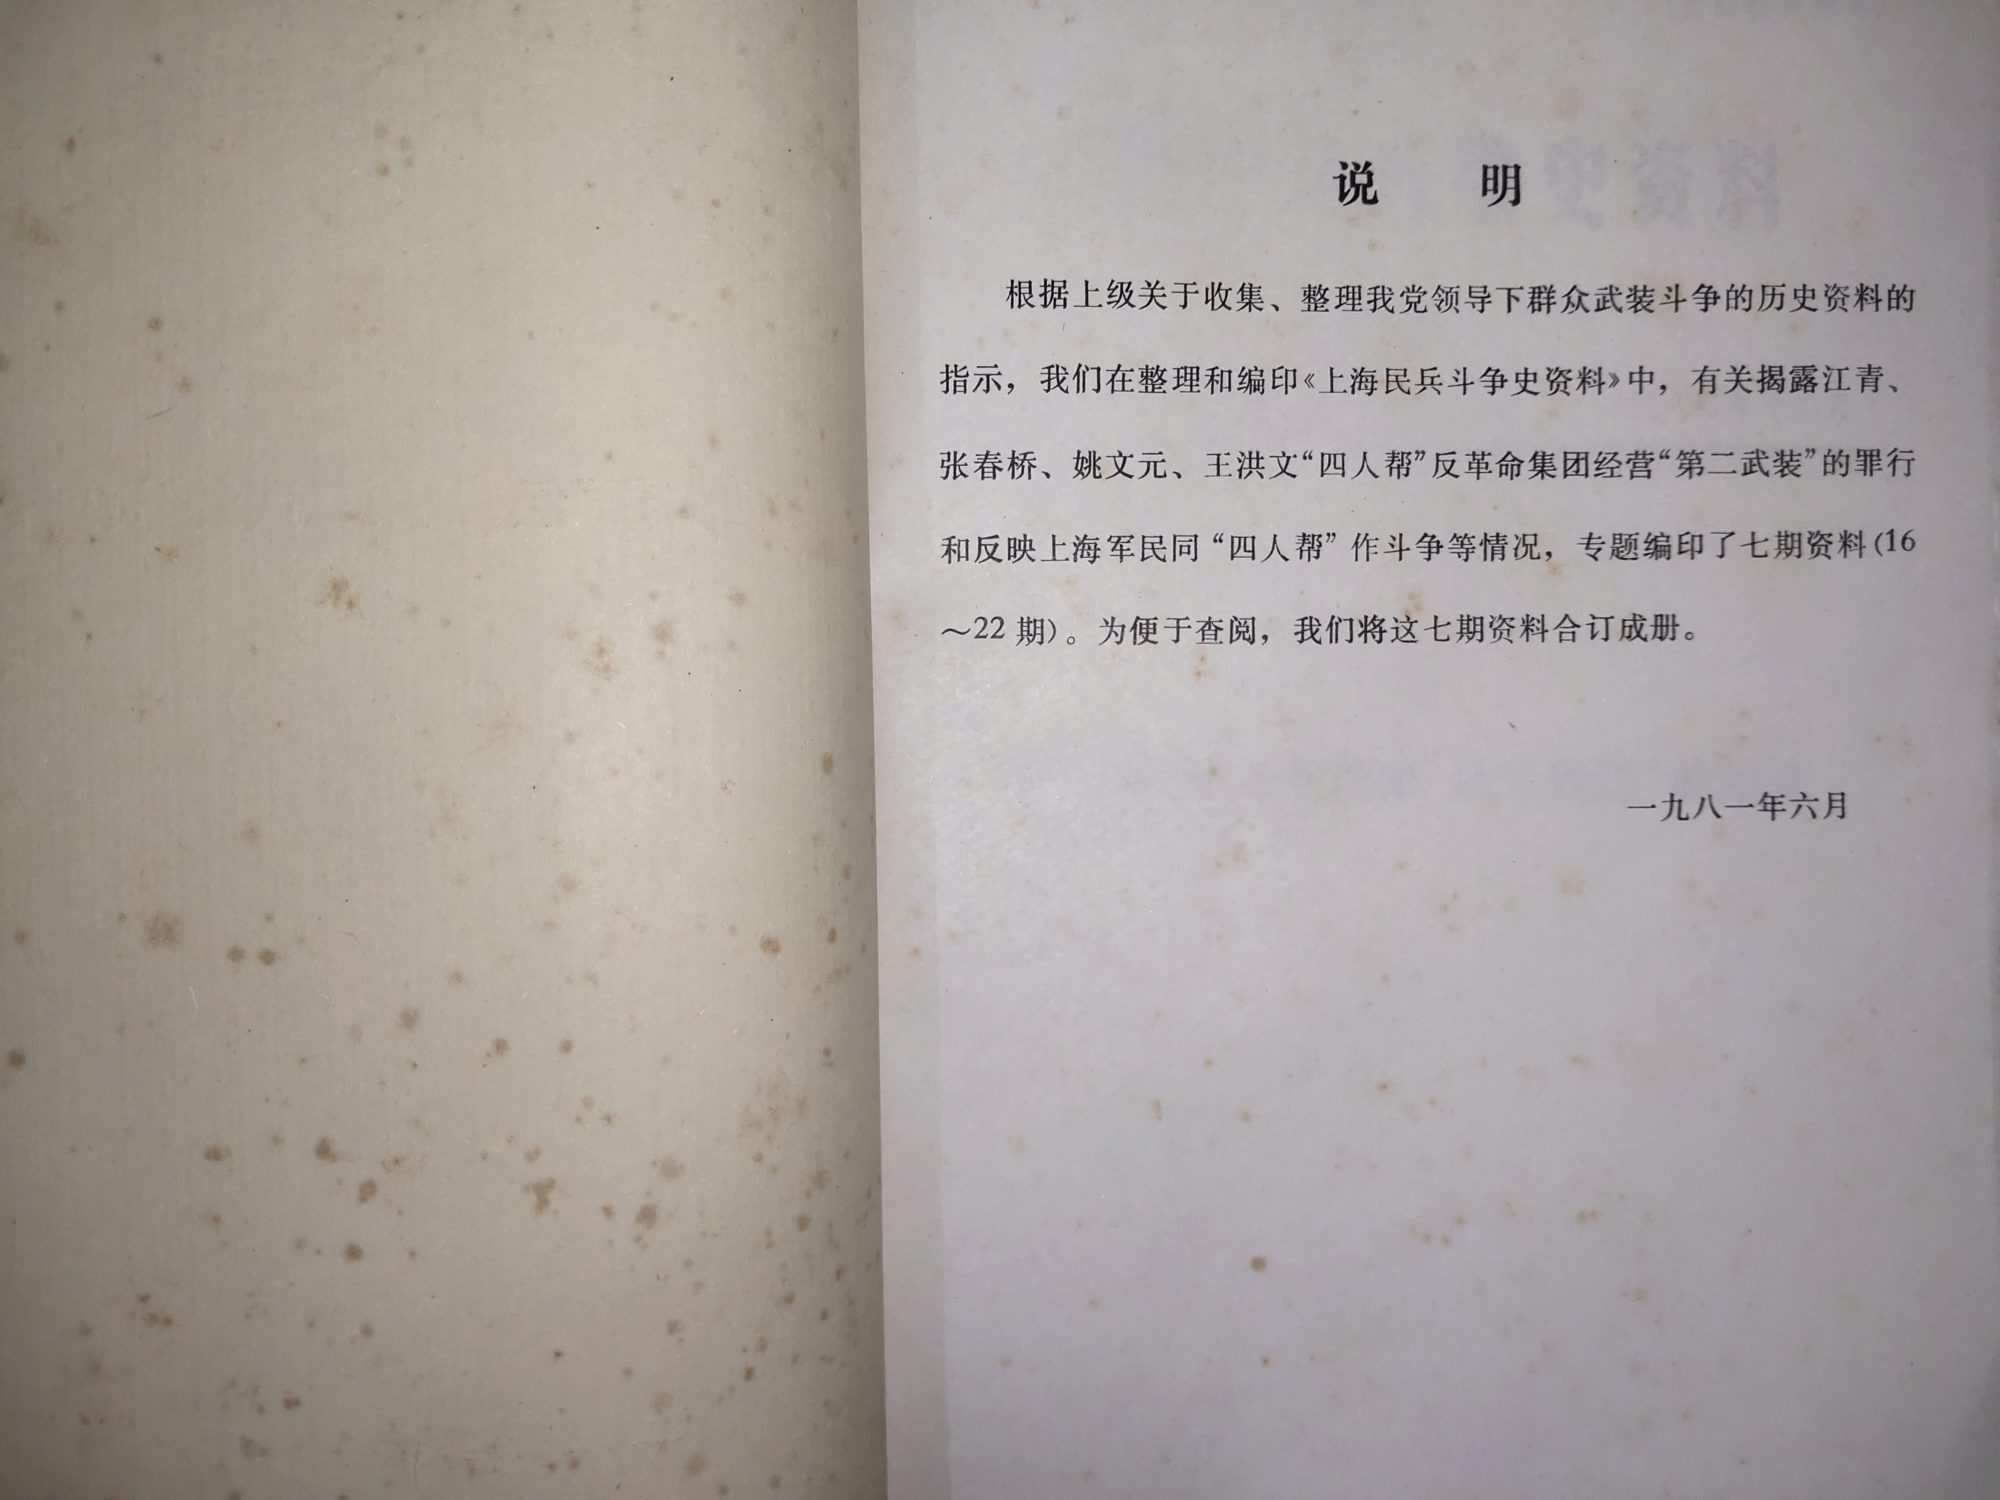 说 明
根据上级关于收集、整理我党领导下群众武装斗争的历史资料的
指示，我们在整理和编印《上海民兵斗争史资料》中，有关揭露江青、
张春桥、姚文元、王洪文“四人帮”反革命集团经营“第二武装”的罪行
和反映上海军民同“四人帮”作斗争等情况，专题编印了七期资料(16
～22期)。为便于查阅，我们将这七期资料合订成册。
一九八一年六月